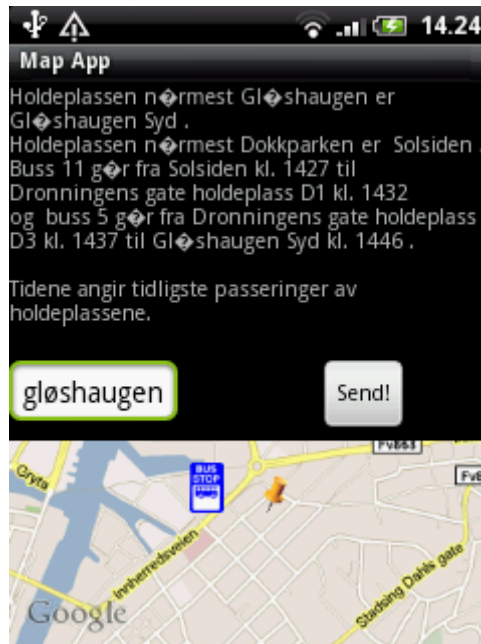 14.24
Map App
Holdeplassen n�rmest Gl�shaugen er
Gl�shaugen Syd .
Holdeplassen nærmest Dokkparken er Solsiden .
Buss 11 g�r fra Solsiden kl. 1427 til
Dronningens gate holdeplass D1 kl. 1432
og buss 5 g�r fra Dronningens gate holdeplass
D3 kl. 1437 til Gl�shaugen Syd kl. 1446 .
Tidene angir tidligste passeringer av
holdeplassene.
gløshaugen
Send!
Fv868
BUS
STOP
Gryta
Innherredsveien
Stadsing Dahls gate
Google